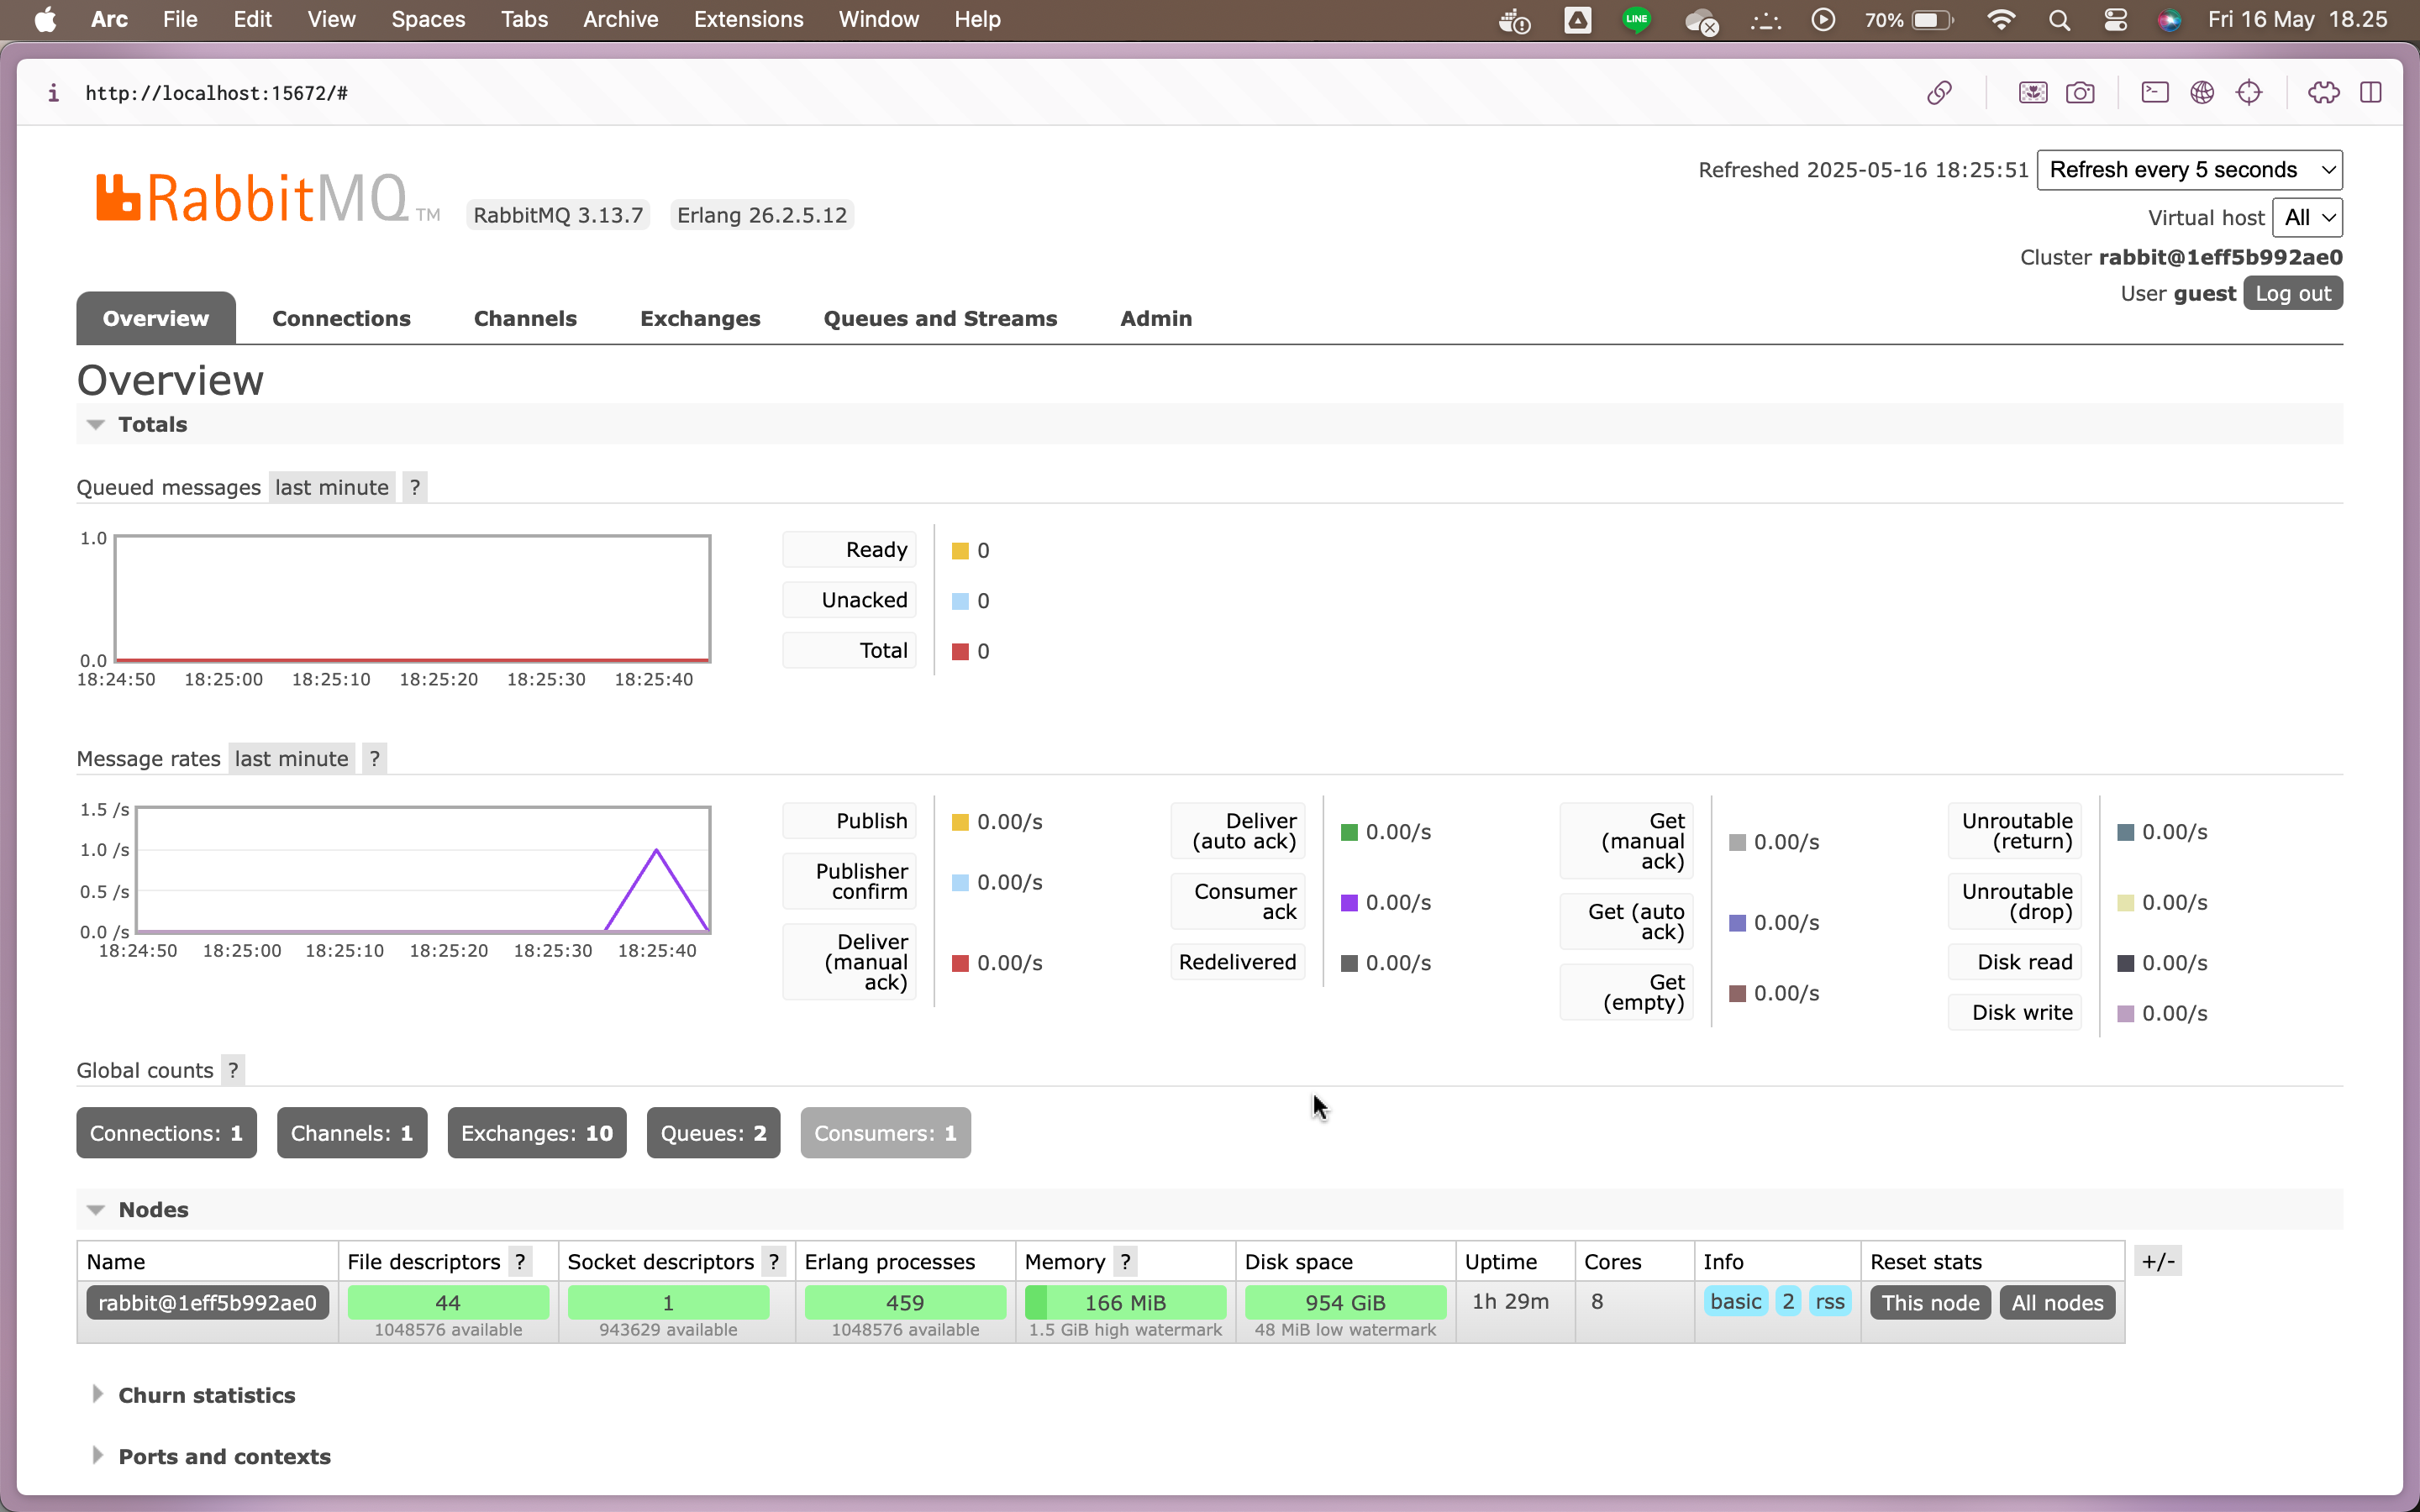 Arc File Edit View Spaces Tabs Archive Extensions Window Help LINE 70% Fri 16 May 18.25
http://localhost:15672/#
RabbitMQ TM RabbitMQ 3.13.7 Erlang 26.2.5.12
Refreshed 2025-05-16 18:25:51 Refresh every 5 seconds
Virtual host All
Cluster rabbit@1eff5b992ae0
User guest Log out
Overview Connections Channels Exchanges Queues and Streams Admin
Overview
Totals
Queued messages last minute ?
1.0
0.0
18:24:50 18:25:00 18:25:10 18:25:20 18:25:30 18:25:40
Ready 0
Unacked 0
Total 0
Message rates last minute ?
1.5 /s
1.0 /s
0.5 /s
0.0 /s
18:24:50 18:25:00 18:25:10 18:25:20 18:25:30 18:25:40
Publish 0.00/s
Publisher
confirm 0.00/s
Deliver
(manual 0.00/s
ack)
Deliver
(auto ack) 0.00/s
Consumer
ack 0.00/s
Redelivered 0.00/s
Get
(manual 0.00/s
ack)
Get (auto
ack) 0.00/s
Get
(empty) 0.00/s
Unroutable
(return) 0.00/s
Unroutable
(drop) 0.00/s
Disk read 0.00/s
Disk write 0.00/s
Global counts ?
Connections: 1 Channels: 1 Exchanges: 10 Queues: 2 Consumers: 1
Nodes
Name File descriptors ? Socket descriptors ? Erlang processes Memory ? Disk space Uptime Cores Info Reset stats +/-
rabbit@1eff5b992ae0 44 1 459 166 MiB 954 GiB 1h 29m 8 basic 2 rss This node All nodes
1048576 available 943629 available 1048576 available 1.5 GiB high watermark 48 MiB low watermark
Churn statistics
Ports and contexts